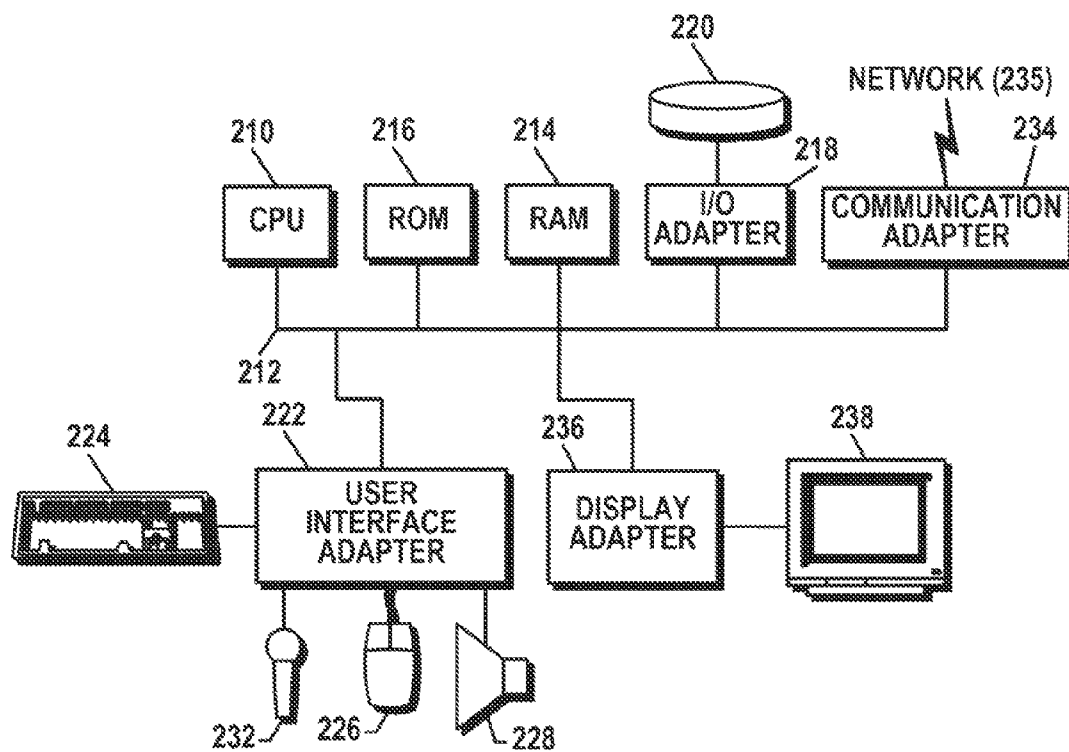 220
NETWORK (235)
210
216
214
218
234
CPU
ROM
RAM
I/O
ADAPTER
COMMUNICATION
ADAPTER
212
222
236
238
224
USER
INTERFACE
ADAPTER
DISPLAY
ADAPTER
232
226
228